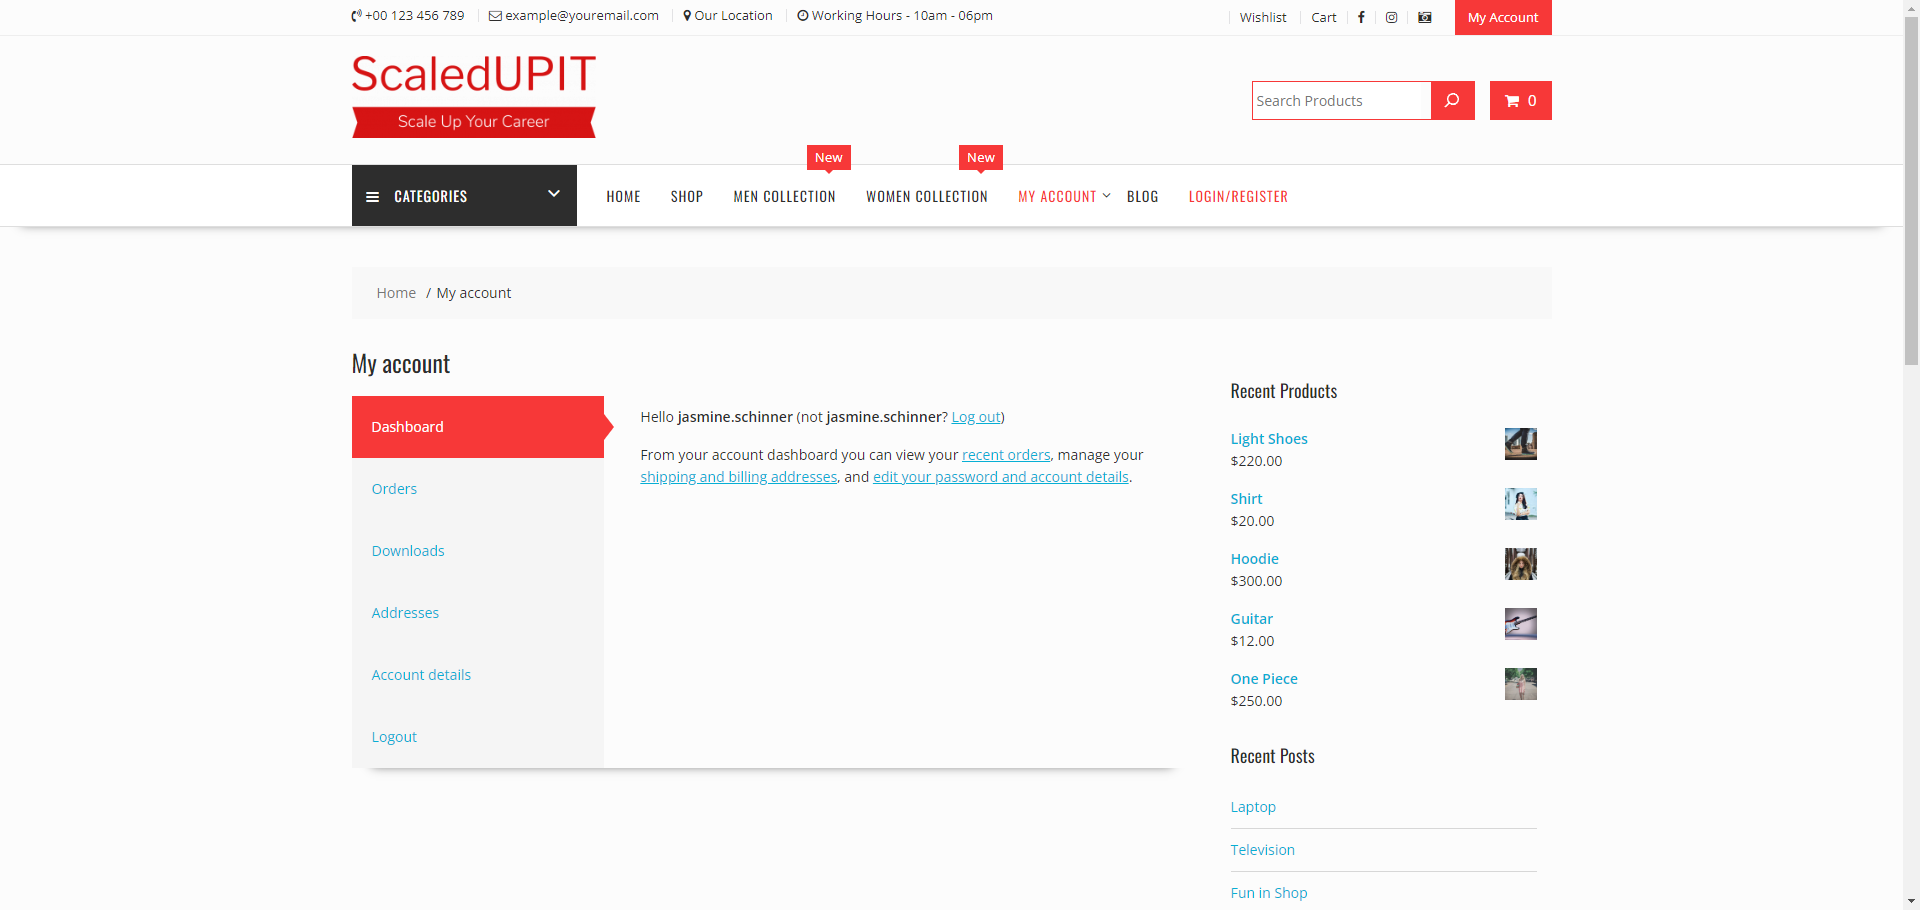 +00 123 456 789 example@youremail.com Our Location Working Hours - 10am - 06pm Wishlist Cart My Account
ScaledUPIT
Scale Up Your Career
Search Products
0
New New
CATEGORIES HOME SHOP MEN COLLECTION WOMEN COLLECTION MY ACCOUNT BLOG LOGIN/REGISTER
Home / My account
My account
Dashboard
Orders
Downloads
Addresses
Account details
Logout
Hello jasmine.schinner (not jasmine.schinner? Log out)
From your account dashboard you can view your recent orders, manage your
shipping and billing addresses, and edit your password and account details.
Recent Products
Light Shoes
$220.00
Shirt
$20.00
Hoodie
$300.00
Guitar
$12.00
One Piece
$250.00
Recent Posts
Laptop
Television
Fun in Shop